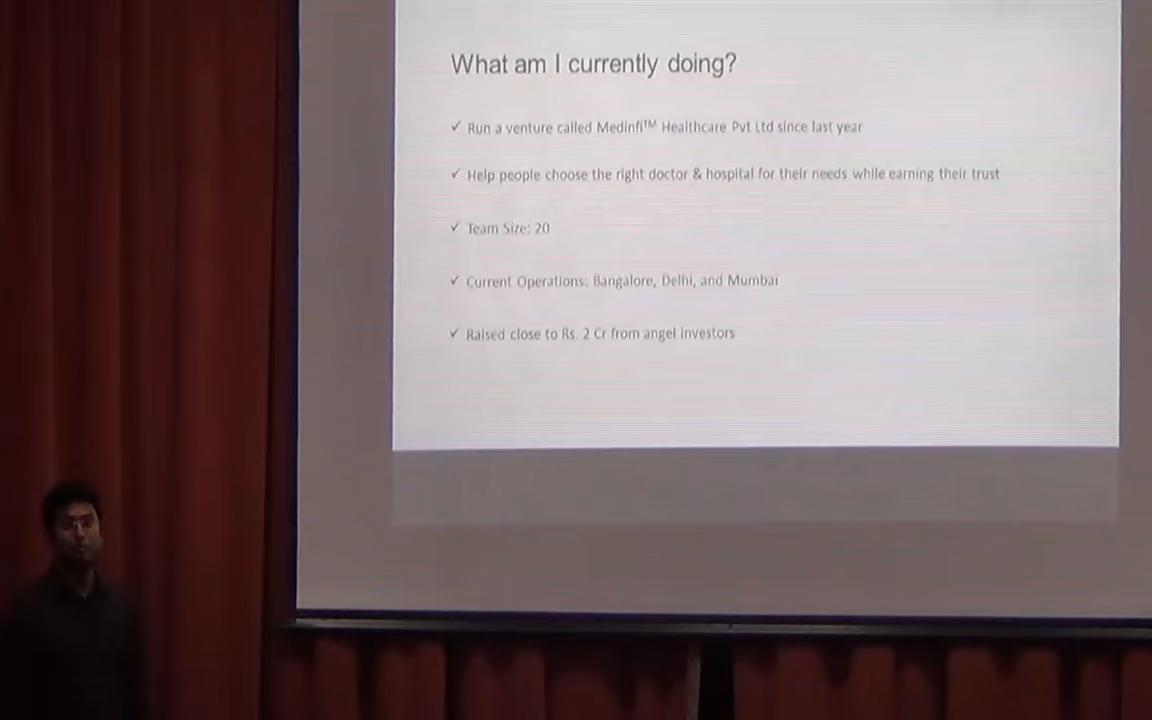 What am I currently doing?
✓ Run a venture called Medinfi™ Healthcare Pvt Ltd since last year
✓ Help people choose the right doctor & hospital for their needs while earning their trust
✓ Team Size: 20
✓ Current Operations: Bangalore, Delhi, and Mumbai
✓ Raised close to Rs. 2 Cr from angel investors